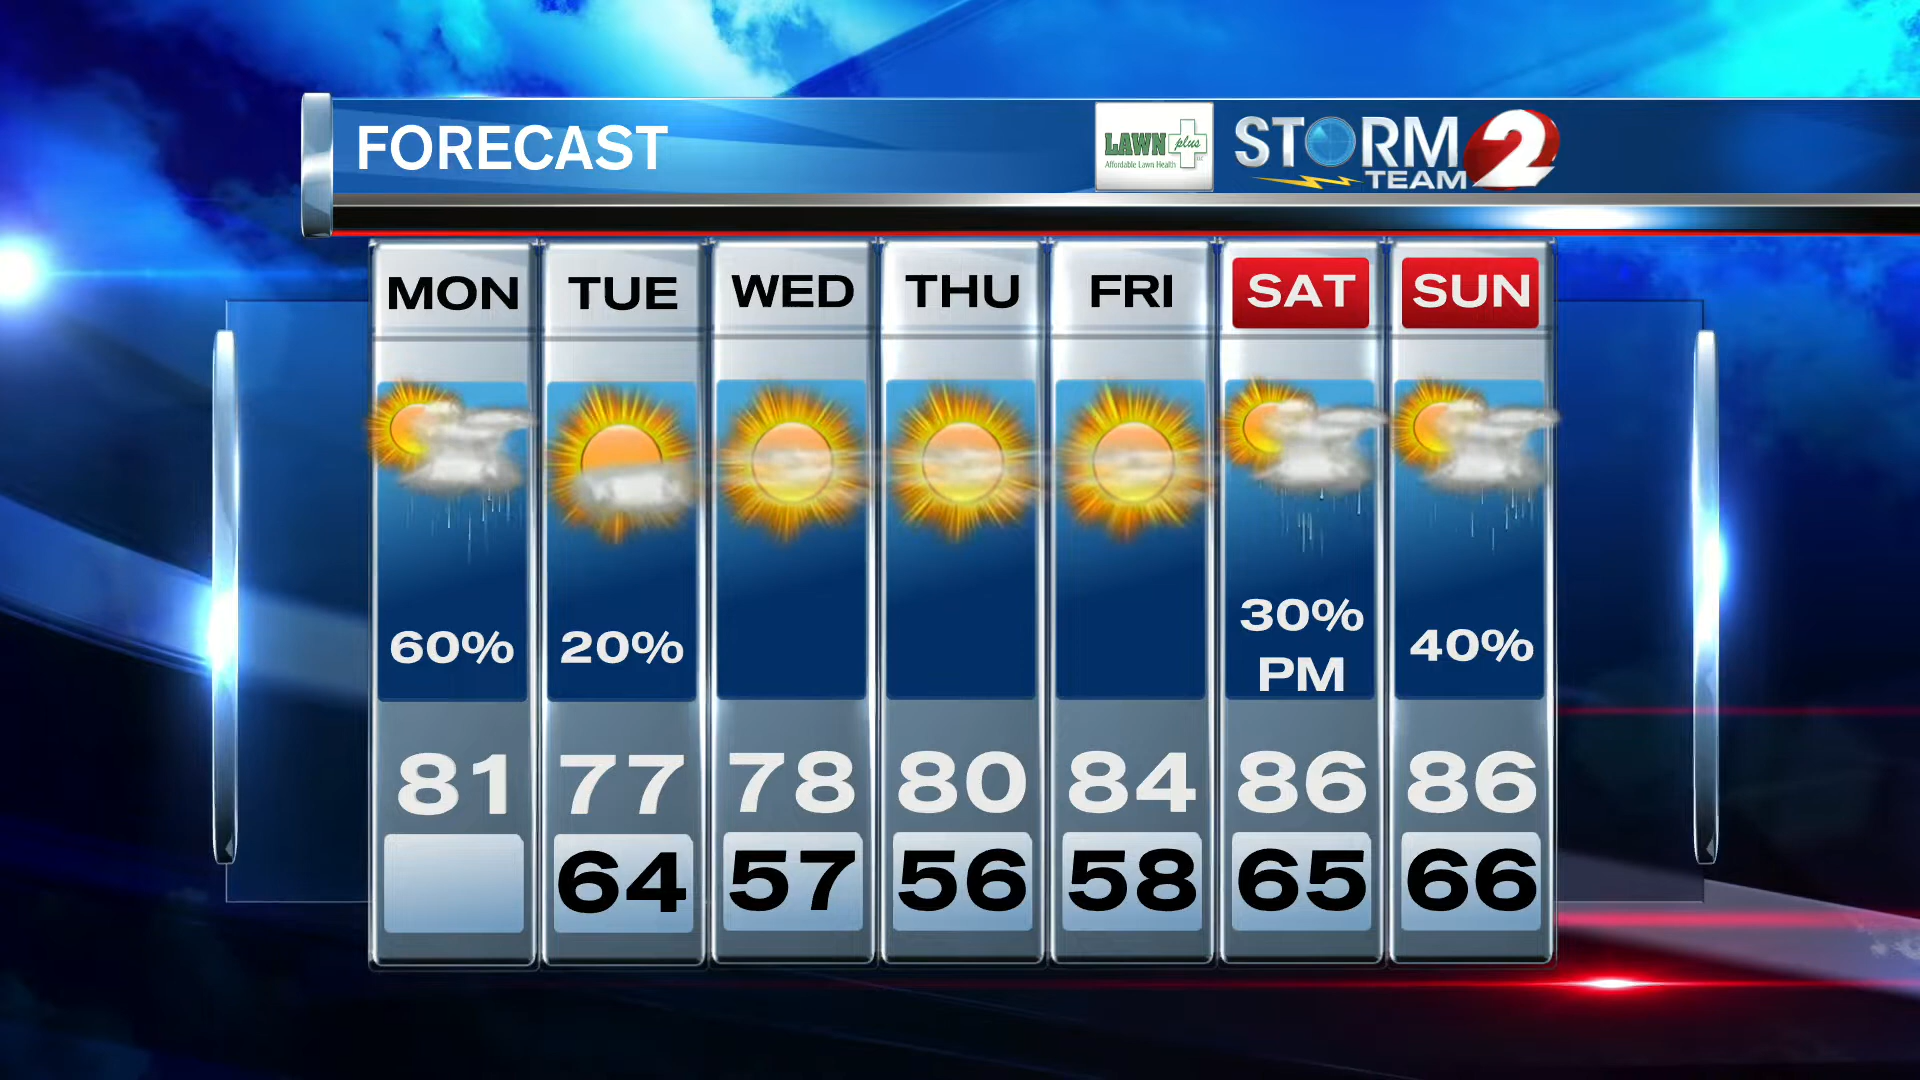 FORECAST
LAWN plus
Affordable Lawn Health
STORM
TEAM 2
MON TUE WED THU FRI SAT SUN
60% 20% 30% PM 40%
81 77 78 80 84 86 86
64 57 56 58 65 66